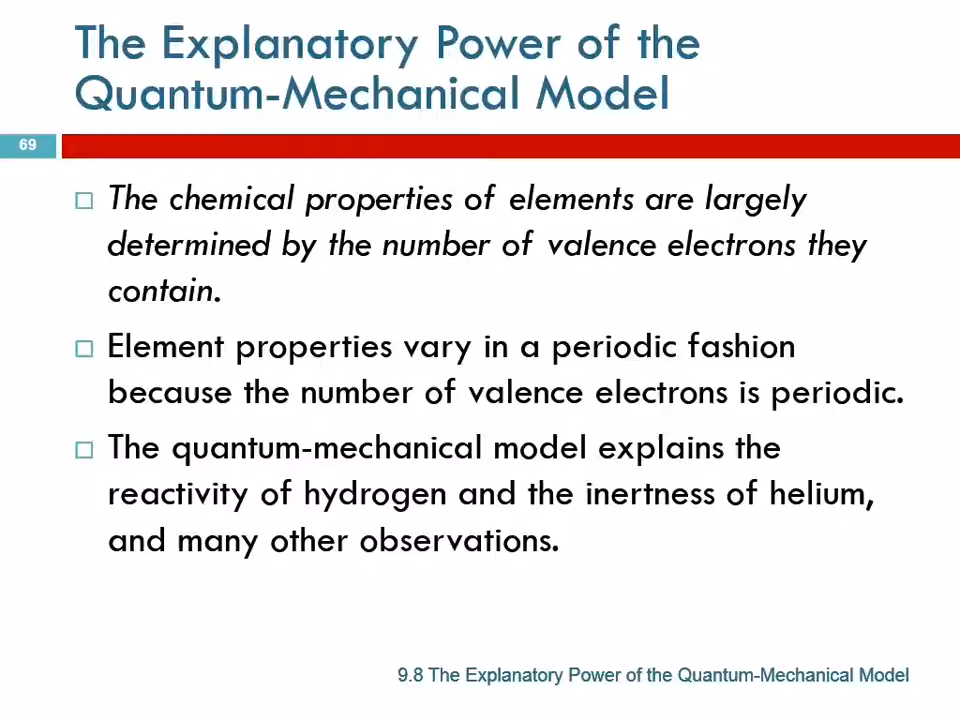 The Explanatory Power of the
Quantum-Mechanical Model
69
The chemical properties of elements are largely
determined by the number of valence electrons they
contain.
Element properties vary in a periodic fashion
because the number of valence electrons is periodic.
The quantum-mechanical model explains the
reactivity of hydrogen and the inertness of helium,
and many other observations.
9.8 The Explanatory Power of the Quantum-Mechanical Model